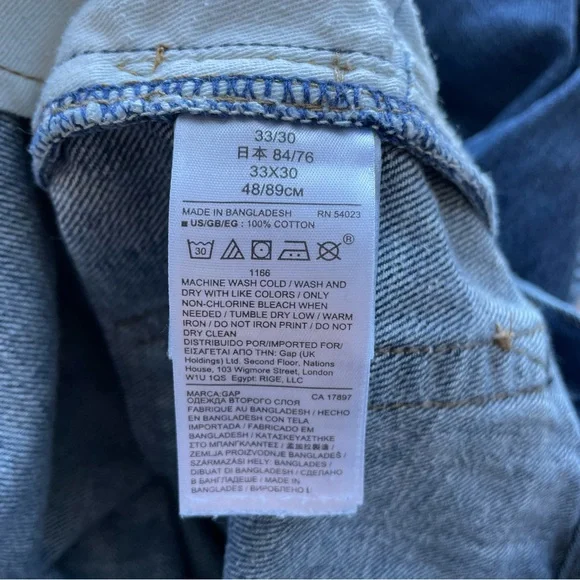 33/30
日本 84/76
33X30
48/89CM
MADE IN BANGLADESH RN 54023
■ US/GB/EG : 100% COTTON
30 ®
1166
MACHINE WASH COLD / WASH AND
DRY WITH LIKE COLORS / ONLY
NON-CHLORINE BLEACH WHEN
NEEDED / TUMBLE DRY LOW / WARM
IRON / DO NOT IRON PRINT / DO NOT
DRY CLEAN
DISTRIBUIDO POR/IMPORTED FOR/
ΕΙΣΑΓΕΤΑΙ ΑΠΟ ΤΗΝ: Gap (UK
Holdings) Ltd. Second Floor, Nations
House, 103 Wigmore Street, London
W1U 1QS Egypt: RIGE, LLC
MARCA:GAP CA 17897
ОДЕЖДА ВТОРОГО СЛОЯ
FABRIQUE AU BANGLADESH / HECHO
EN BANGLADESH CON TELA
IMPORTADA / FABRICADO EM
BANGLADESH / ΚΑΤΑΣΚΕΥΑΣΤΗΚΕ
ΣΤΟ ΜΠΑΓΚΛΑΝΤΕΣ / 孟加拉製造 /
ZEMLJA PROIZVODNJE BANGLADEŠ /
SZÁRMAZÁSI HELY: BANGLADES /
DIBUAT DI BANGLADESH / СДЕЛАНО
В БАНГЛАДЕШЕ / MADE IN
BANGLADES / ВИРОБЛЕНО